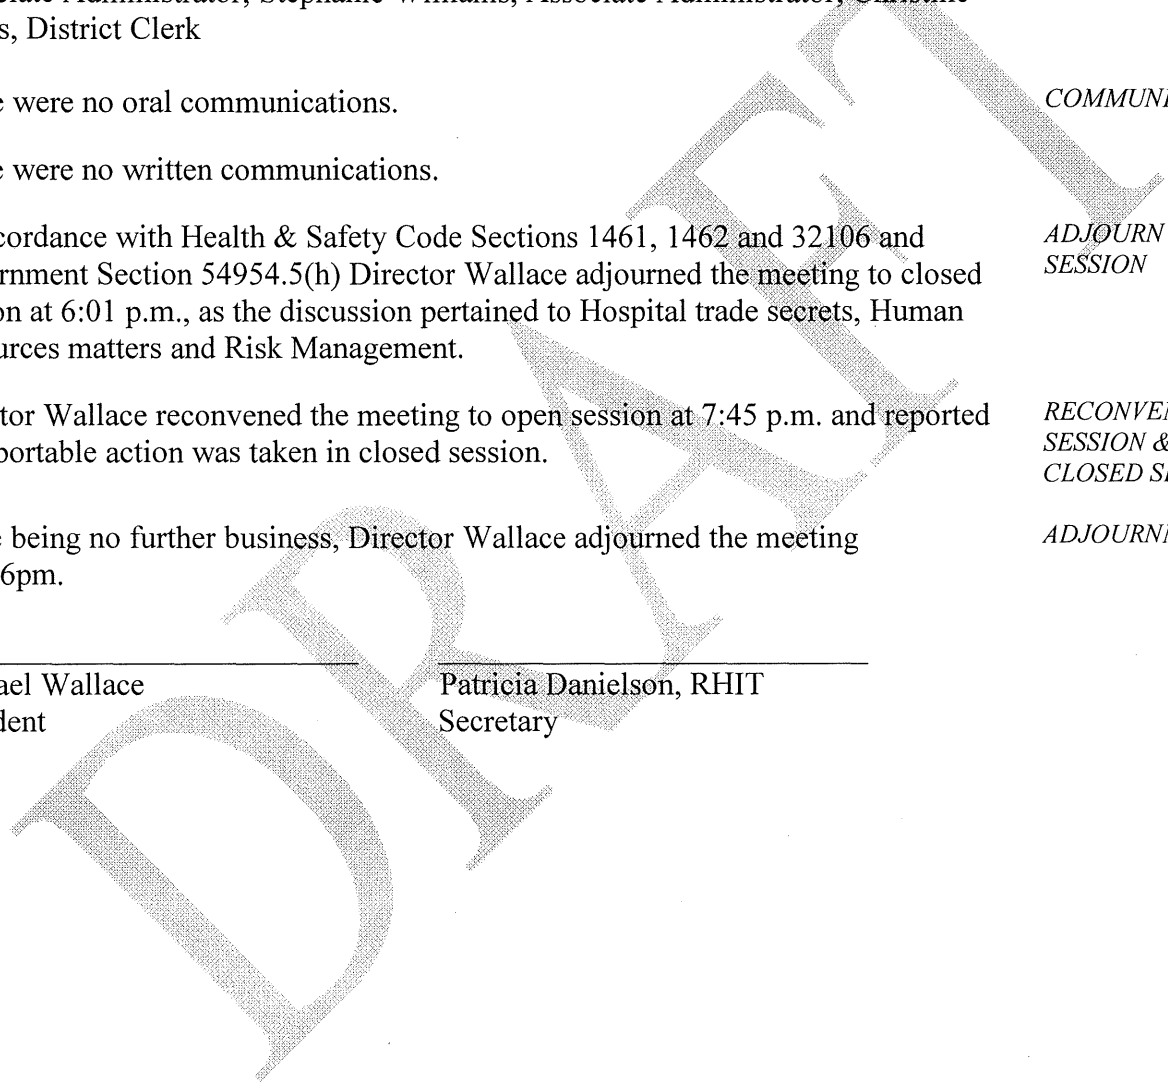 Administrator, Stephanie Williams, Associate Administrator, Christine
s, District Clerk
e were no oral communications.
COMMUNI
e were no written communications.
cordance with Health & Safety Code Sections 1461, 1462 and 32106 and
ernment Section 54954.5(h) Director Wallace adjourned the meeting to closed
on at 6:01 p.m., as the discussion pertained to Hospital trade secrets, Human
urces matters and Risk Management.
ADJOURN
SESSION
tor Wallace reconvened the meeting to open session at 7:45 p.m. and reported
portable action was taken in closed session.
RECONVEN
SESSION &
CLOSED SE
e being no further business, Director Wallace adjourned the meeting
6pm.
ADJOURNM
ael Wallace
dent
Patricia Danielson, RHIT
Secretary
DRAFT